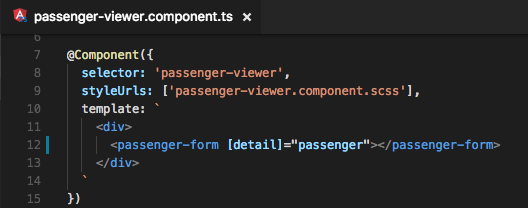 passenger-viewer.component.ts ×
6
7 @Component({
8 selector: 'passenger-viewer',
9 styleUrls: ['passenger-viewer.component.scss'],
10 template: `
11 <div>
12 <passenger-form [detail]="passenger"></passenger-form>
13 </div>
14 `
15 })